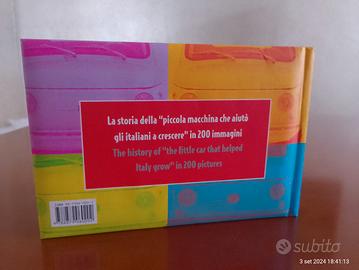 La storia della "piccola macchina che aiutò
gli italiani a crescere" in 200 immagini
The history of "the little car that helped
Italy grow" in 200 pictures
subito
3 set 2024 18:41:13